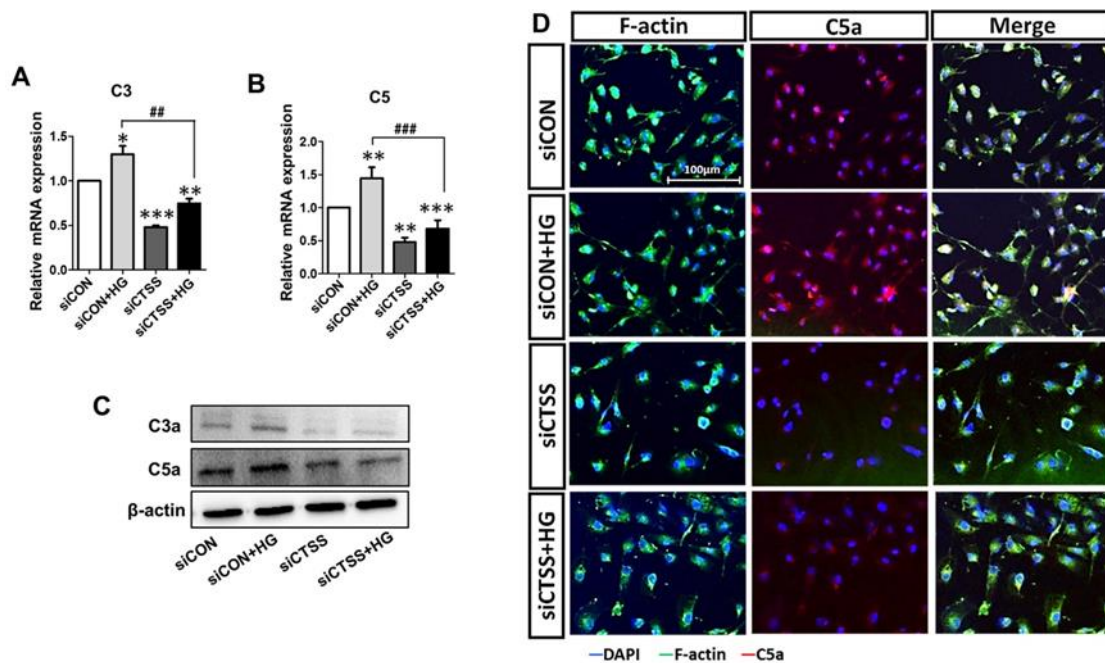 A
C3
Relative mRNA expression
1.5
1.0
0.5
0.0
*
##
***
**
siCON
siCON+HG
siCTSS
siCTSS+HG
B
C5
Relative mRNA expression
2.0
1.5
1.0
0.5
0.0
**
###
**
***
siCON
siCON+HG
siCTSS
siCTSS+HG
C
C3a
C5a
β-actin
siCON
siCON+HG
siCTSS
siCTSS+HG
D
F-actin C5a Merge
siCON
100μm
siCON+HG
siCTSS
siCTSS+HG
DAPI F-actin C5a